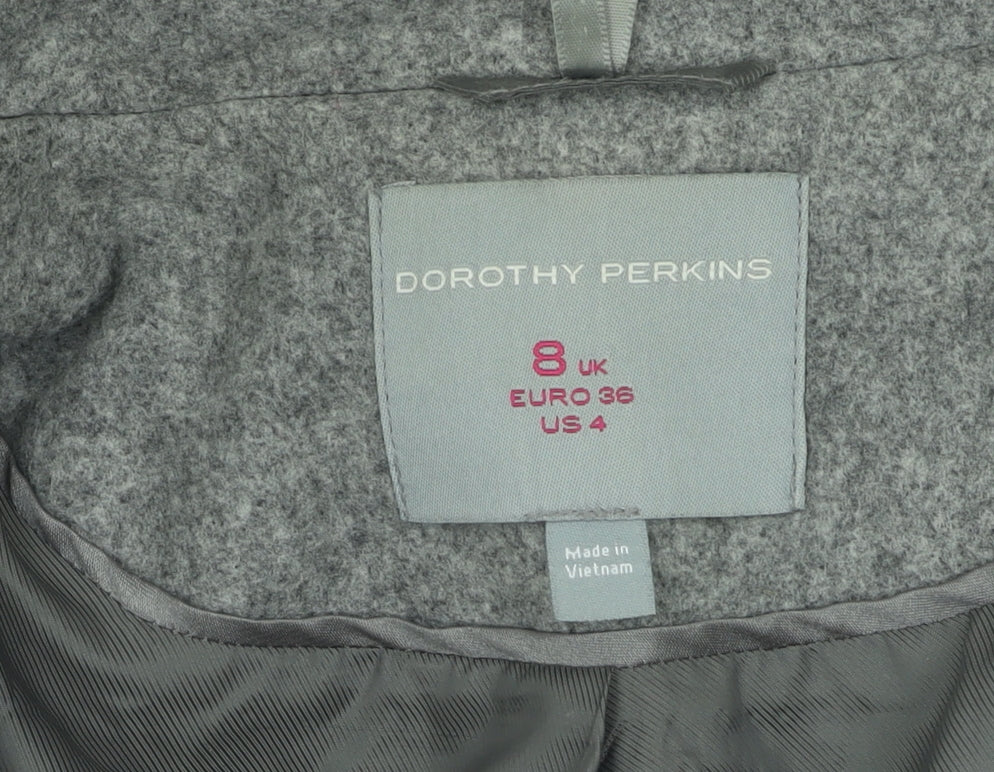 DOROTHY PERKINS
8 UK
EURO 36
US 4
Made in
Vietnam